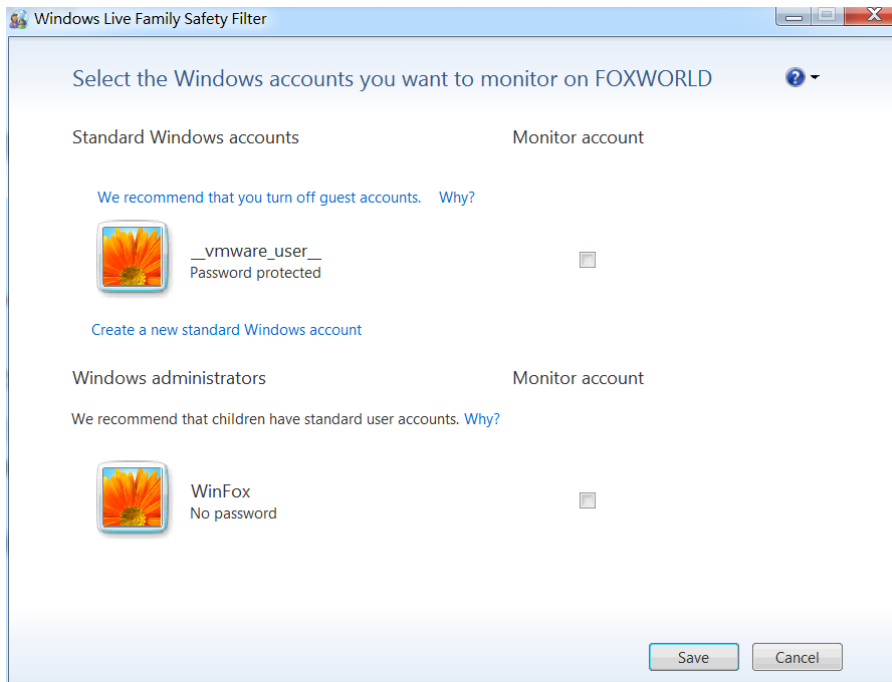 Windows Live Family Safety Filter
Select the Windows accounts you want to monitor on FOXWORLD
Standard Windows accounts Monitor account
We recommend that you turn off guest accounts. Why?
__vmware_user__
Password protected
Create a new standard Windows account
Windows administrators Monitor account
We recommend that children have standard user accounts. Why?
WinFox
No password
Save Cancel